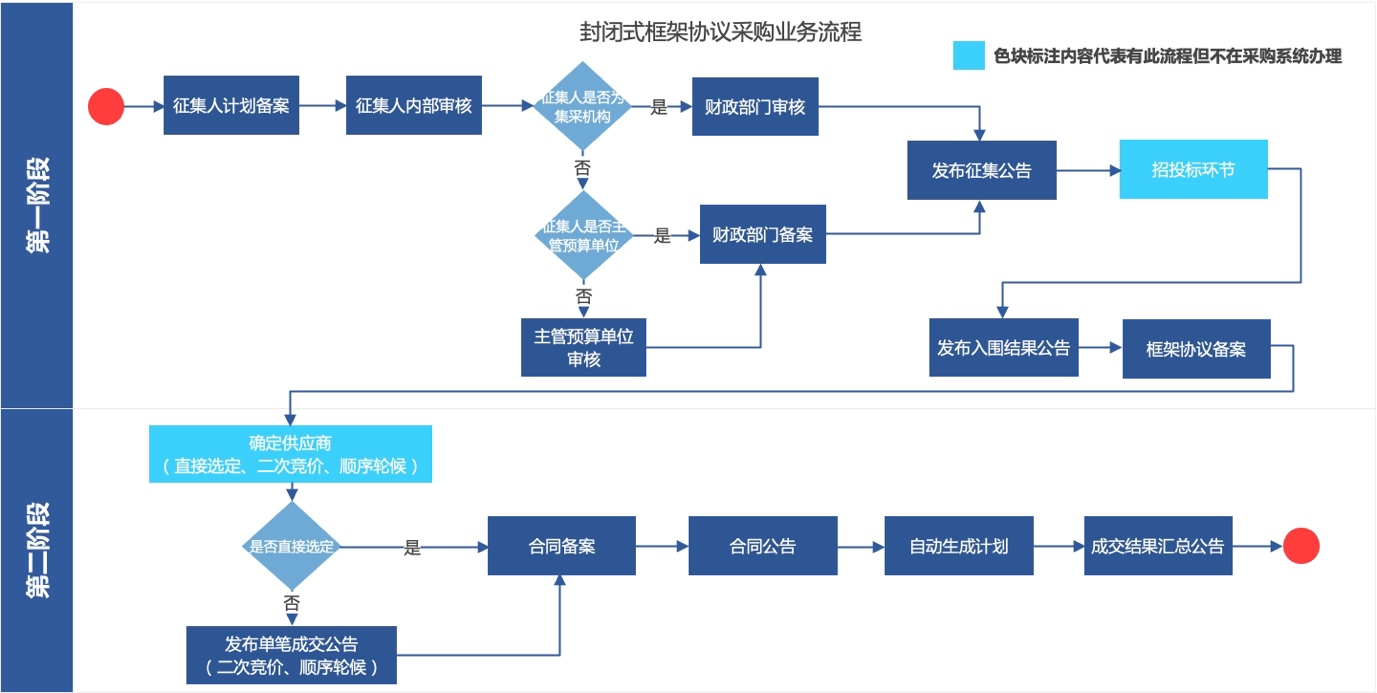 封闭式框架协议采购业务流程
色块标注内容代表有此流程但不在采购系统办理
第一阶段
征集人计划备案
征集人内部审核
征集人是否为
集采机构
是
财政部门审核
否
发布征集公告
招投标环节
征集人是否主
管预算单位
是
财政部门备案
否
主管预算单位
审核
发布入围结果公告
框架协议备案
第二阶段
确定供应商
（直接选定、二次竞价、顺序轮候）
是否直接选定
是
合同备案
合同公告
自动生成计划
成交结果汇总公告
否
发布单笔成交公告
（二次竞价、顺序轮候）